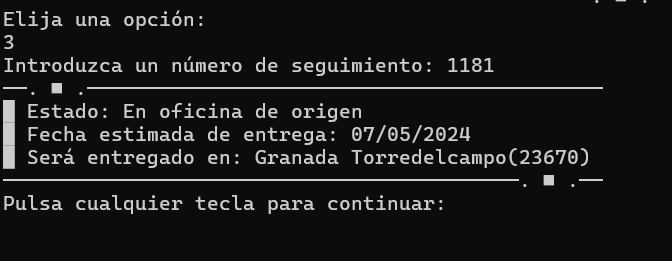 Elija una opción:
3
Introduzca un número de seguimiento: 1181
Estado: En oficina de origen
Fecha estimada de entrega: 07/05/2024
Será entregado en: Granada Torredelcampo(23670)
Pulsa cualquier tecla para continuar: